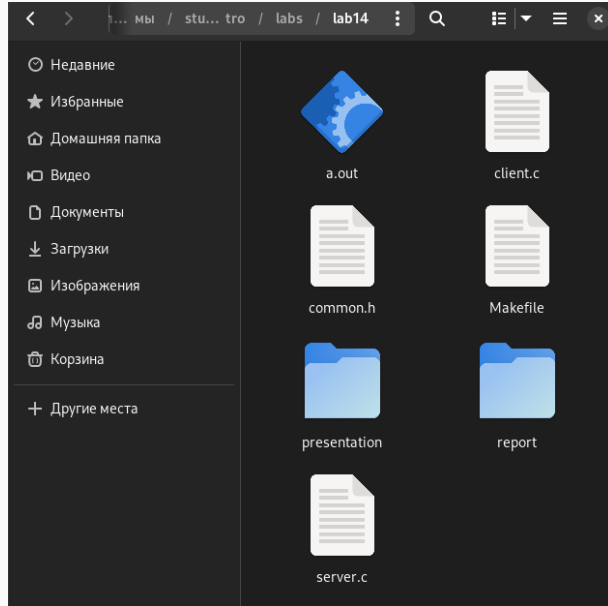 ... мы / stu... tro / labs / lab14
Недавние
Избранные
Домашняя папка
Видео
Документы
Загрузки
Изображения
Музыка
Корзина
Другие места
a.out
client.c
common.h
Makefile
presentation
report
server.c